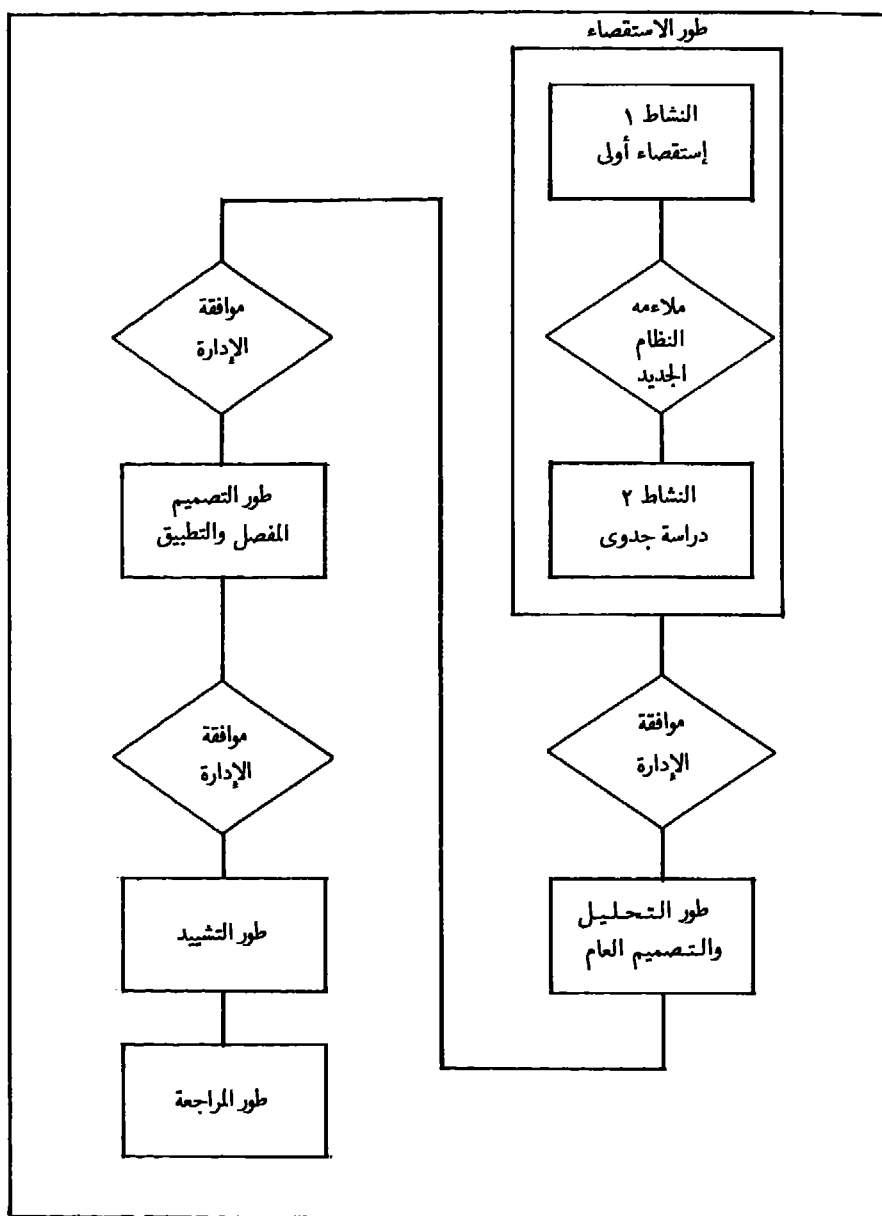 طور الاستقصاء
النشاط ١
إستقصاء أولى
ملاءمه
النظام
الجديد
النشاط ٢
دراسة جدوى
موافقة
الإدارة
طور التحليل
والتصميم العام
موافقة
الإدارة
طور التصميم
المفصل والتطبيق
موافقة
الإدارة
طور التشييد
طور المراجعة